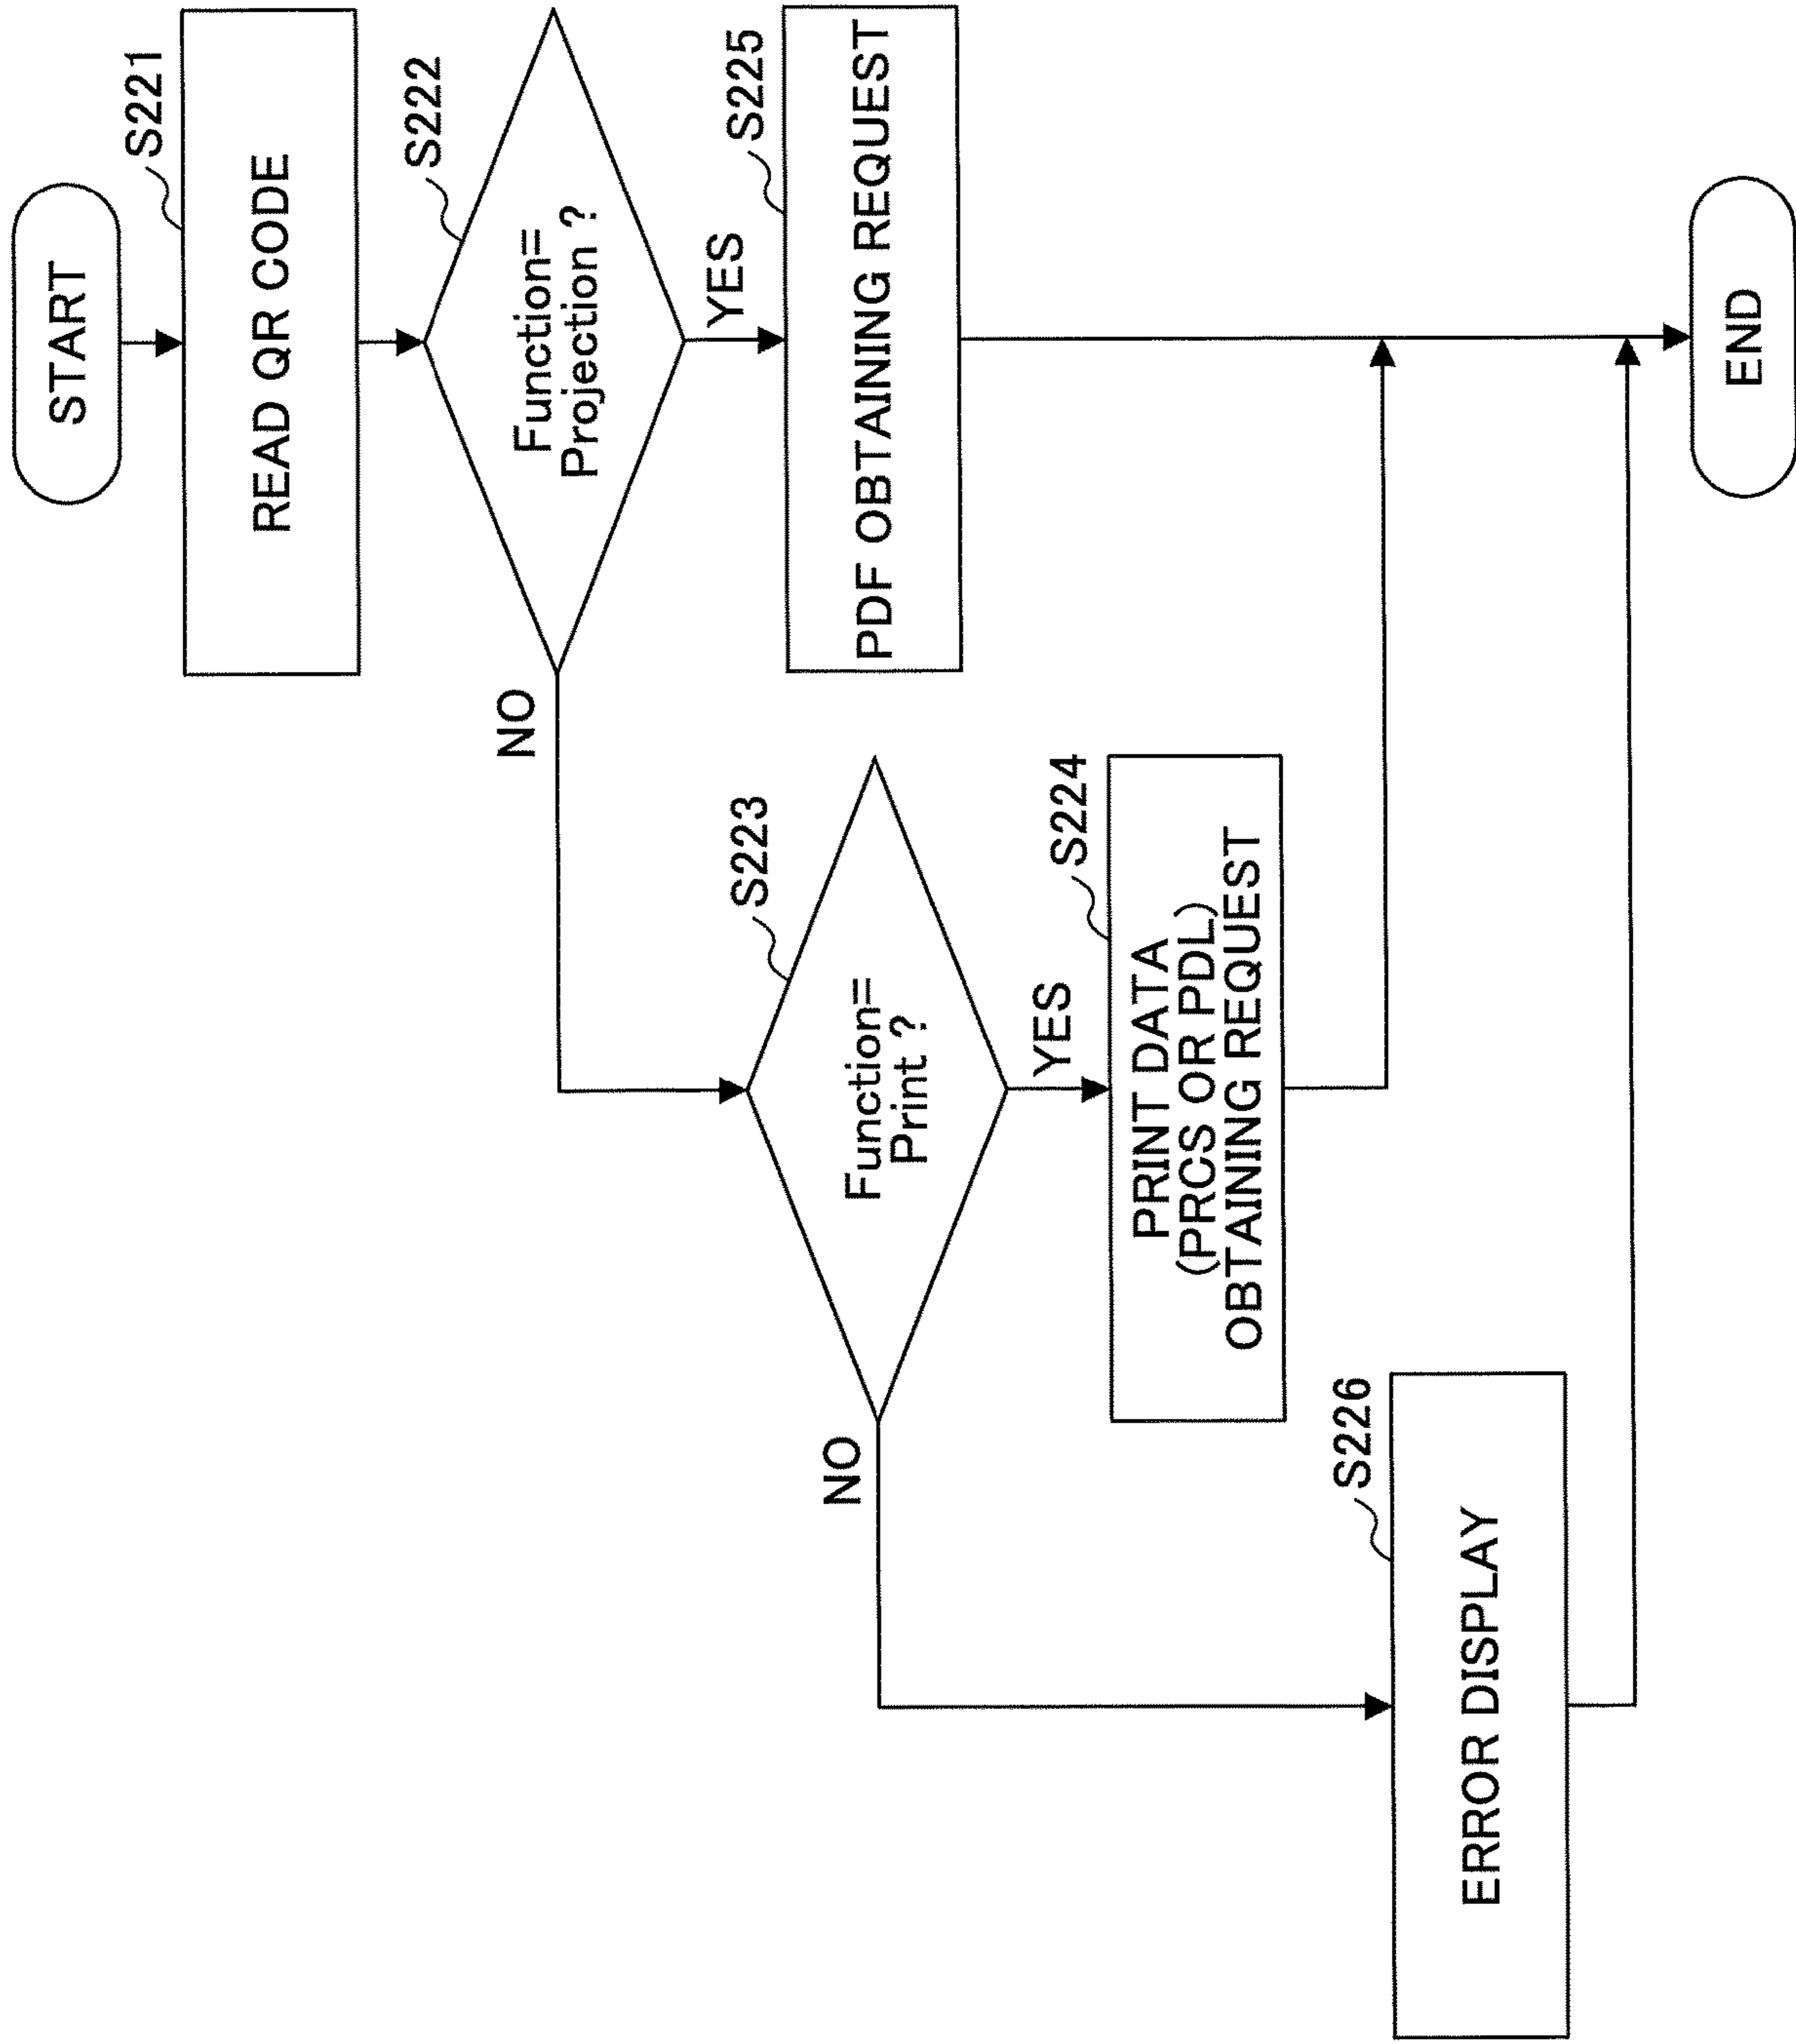 START
S221
READ QR CODE
S222
Function=
Projection ?
YES
NO
S225
PDF OBTAINING REQUEST
S223
Function=
Print ?
YES
NO
S224
PRINT DATA
(PRCS OR PDL)
OBTAINING REQUEST
S226
ERROR DISPLAY
END